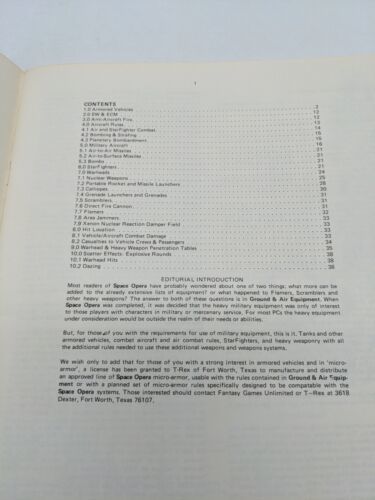 1
CONTENTS
1.0 Armored Vehicles 2
2.0 EW & ECM 12
3.0 Anti-Aircraft Fire 12
4.0 Aircraft Rules 13
4.1 Air and StarFighter Combat 14
4.2 Bombing & Strafing 15
4.3 Planetary Bombardment 15
5.0 Military Aircraft 16
5.1 Air-to-Air Missiles 21
5.2 Air-to-Surface Missiles 21
5.3 Bombs 21
6.0 StarFighters 21
7.0 Warheads 24
7.1 Nuclear Weapons 25
7.2 Portable Rocket and Missile Launchers 26
7.3 Calliopes 30
7.4 Grenade Launchers and Grenades 31
7.5 Scramblers 31
7.6 Direct Fire Cannon 31
7.7 Flamers 32
7.8 Area Jammers 33
7.9 Xenon Nuclear Reaction Damper Field 33
8.0 Hit Location 33
8.1 Vehicle/Aircraft Combat Damage 33
8.2 Casualties to Vehicle Crews & Passengers 34
9.0 Warhead & Heavy Weapon Penetration Tables 35
10.0 Scatter Effects: Explosive Rounds 38
10.1 Warhead Hits 38
10.2 Dazing 38
EDITORIAL INTRODUCTION
Most readers of Space Opera have probably wondered about one of two things, what more can be
added to the already extensive lists of equipment? or what happened to Flamers, Scramblers and
other heavy weapons? The answer to both of these questions is in Ground & Air Equipment. When
Space Opera was completed, it was decided that the heavy military equipment was only of interest
to those players with characters in military or mercenary service. For most PCs the heavy equipment
under consideration would be outside the realm of their needs or abilities.
But, for those of you with the requirements for use of military equipment, this is it. Tanks and other
armored vehicles, combat aircraft and air combat rules, StarFighters, and heavy weaponry with all
the additional rules needed to use these additional weapons and weapons systems.
We wish only to add that for those of you with a strong interest in armored vehicles and in 'micro-
armor', a license has been granted to T-Rex of Fort Worth, Texas to manufacture and distribute
an approved line of Space Opera micro-armor, usable with the rules contained in Ground & Air Equip-
ment or with a planned set of micro-armor rules specifically designed to be compatable with the
Space Opera systems. Those interested should contact Fantasy Games Unlimited or T-Rex at 3618
Dexter, Fort Worth, Texas 76107.